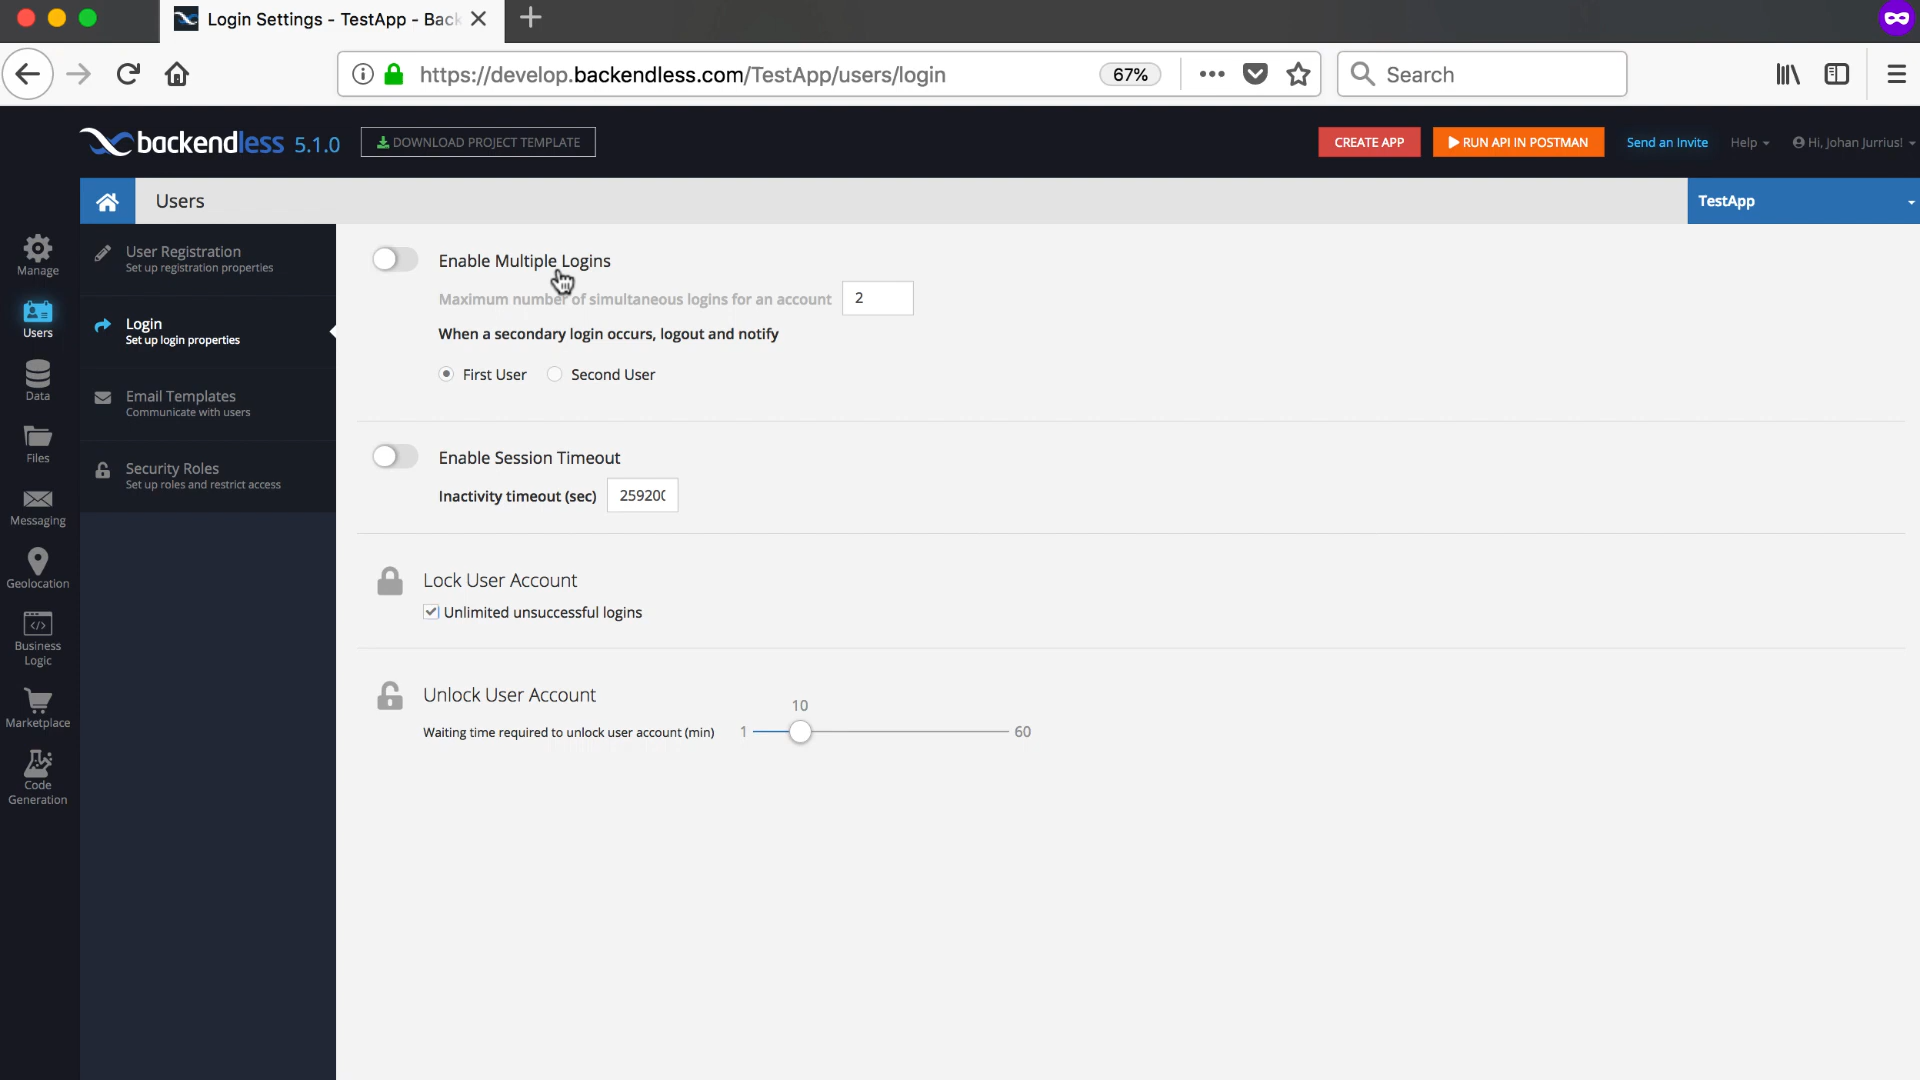 Login Settings - TestApp - Back
https://develop.backendless.com/TestApp/users/login
67%
Search
backendless 5.1.0
DOWNLOAD PROJECT TEMPLATE
CREATE APP
RUN API IN POSTMAN
Send an Invite
Help
Hi, Johan Jurrius!
Users
TestApp
Manage
Users
Data
Files
Messaging
Geolocation
Business
Logic
Marketplace
Code
Generation
User Registration
Set up registration properties
Login
Set up login properties
Email Templates
Communicate with users
Security Roles
Set up roles and restrict access
Enable Multiple Logins
Maximum number of simultaneous logins for an account
2
When a secondary login occurs, logout and notify
First User
Second User
Enable Session Timeout
Inactivity timeout (sec)
259200
Lock User Account
Unlimited unsuccessful logins
Unlock User Account
Waiting time required to unlock user account (min)
1
10
60